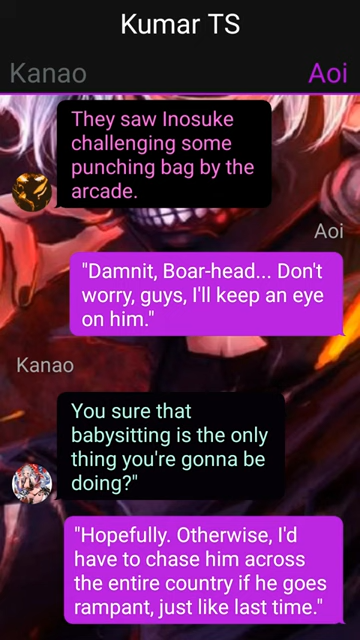 Kumar TS
Kanao
Aoi
They saw Inosuke
challenging some
punching bag by the
arcade.
Aoi
"Damnit, Boar-head... Don't
worry, guys, I'll keep an eye
on him."
Kanao
You sure that
babysitting is the only
thing you're gonna be
doing?"
"Hopefully. Otherwise, I'd
have to chase him across
the entire country if he goes
rampant, just like last time."